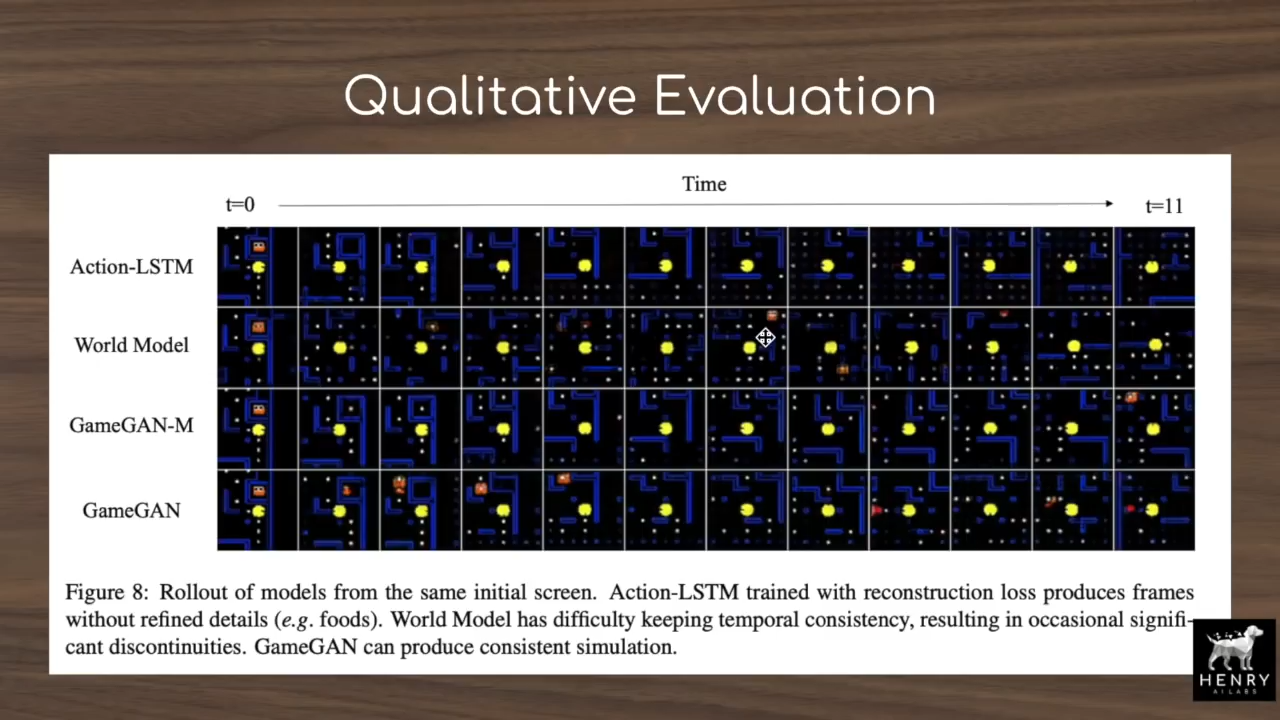 Qualitative Evaluation
Time
t=0
t=11
Action-LSTM
World Model
GameGAN-M
GameGAN
Figure 8: Rollout of models from the same initial screen. Action-LSTM trained with reconstruction loss produces frames
without refined details (e.g. foods). World Model has difficulty keeping temporal consistency, resulting in occasional signifi-
cant discontinuities. GameGAN can produce consistent simulation.
HENRY
AI LABS